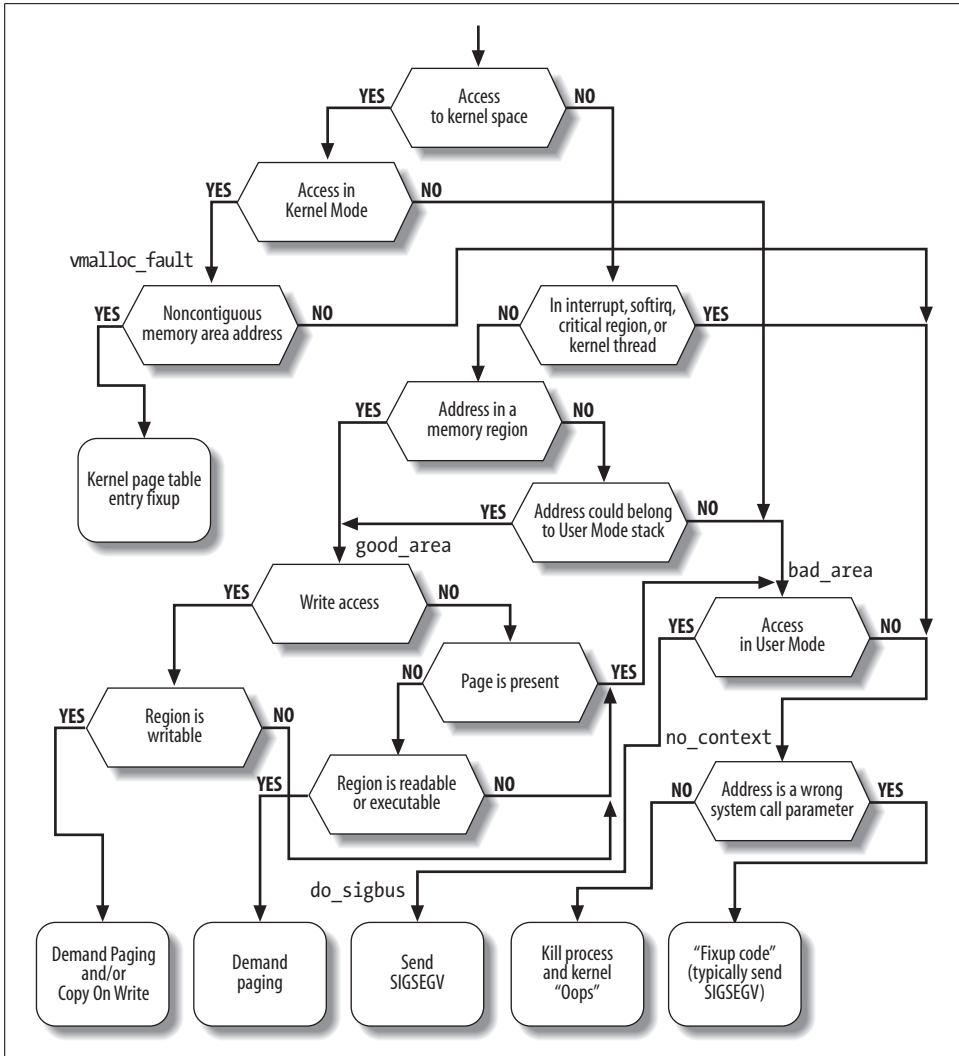 Access
to kernel space
YES
NO
Access in
Kernel Mode
YES
NO
vmalloc_fault
Noncontiguous
memory area address
YES
NO
In interrupt, softirq,
critical region, or
kernel thread
NO
YES
Address in a
memory region
YES
NO
Kernel page table
entry fixup
Address could belong
to User Mode stack
YES
NO
good_area
bad_area
Write access
YES
NO
Access
in User Mode
YES
NO
Page is present
NO
YES
Region is
writable
YES
NO
no_context
Region is readable
or executable
YES
NO
Address is a wrong
system call parameter
NO
YES
do_sigbus
Demand Paging
and/or
Copy On Write
Demand
paging
Send
SIGSEGV
Kill process
and kernel
“Oops”
“Fixup code”
(typically send
SIGSEGV)